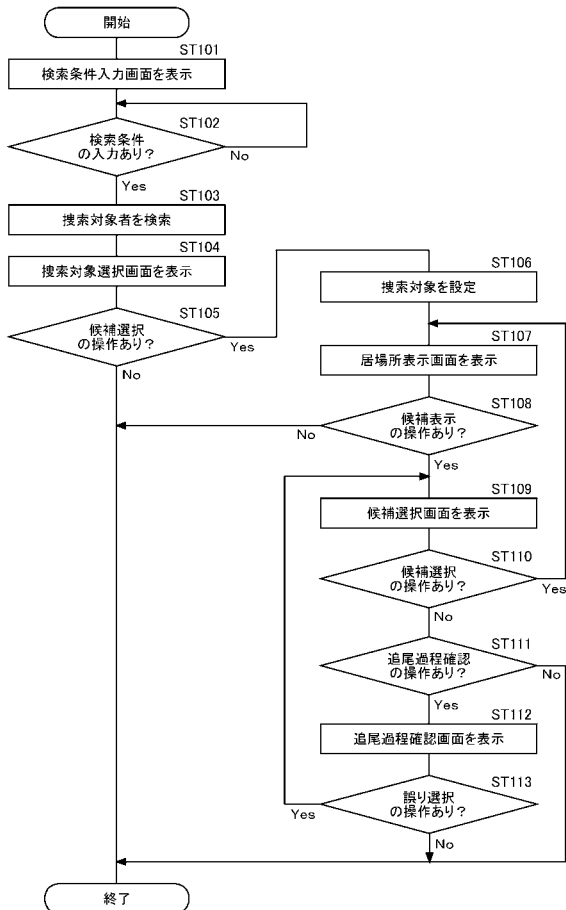 開始
ST101
検索条件入力画面を表示
ST102
検索条件
の入力あり？
No
Yes
ST103
捜索対象者を検索
ST104
捜索対象選択画面を表示
ST105
候補選択
の操作あり？
Yes
No
ST106
捜索対象を設定
ST107
居場所表示画面を表示
ST108
候補表示
の操作あり？
No
Yes
ST109
候補選択画面を表示
ST110
候補選択
の操作あり？
Yes
No
ST111
追尾過程確認
の操作あり？
No
Yes
ST112
追尾過程確認画面を表示
ST113
誤り選択
の操作あり？
Yes
No
終了